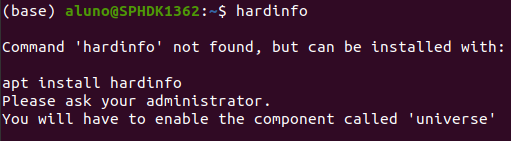 (base) aluno@SPHDK1362:~$ hardinfo
Command 'hardinfo' not found, but can be installed with:
apt install hardinfo
Please ask your administrator.
You will have to enable the component called 'universe'